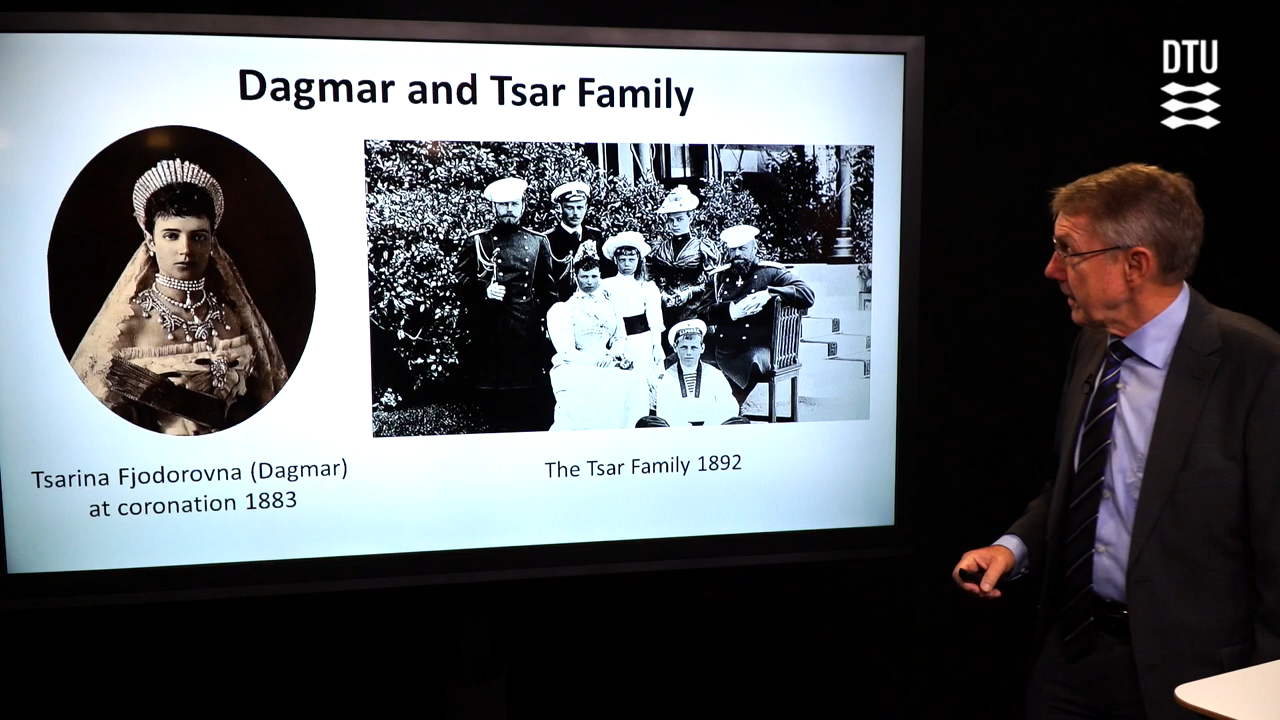 Dagmar and Tsar Family
DTU
Tsarina Fjodorovna (Dagmar)
at coronation 1883
The Tsar Family 1892